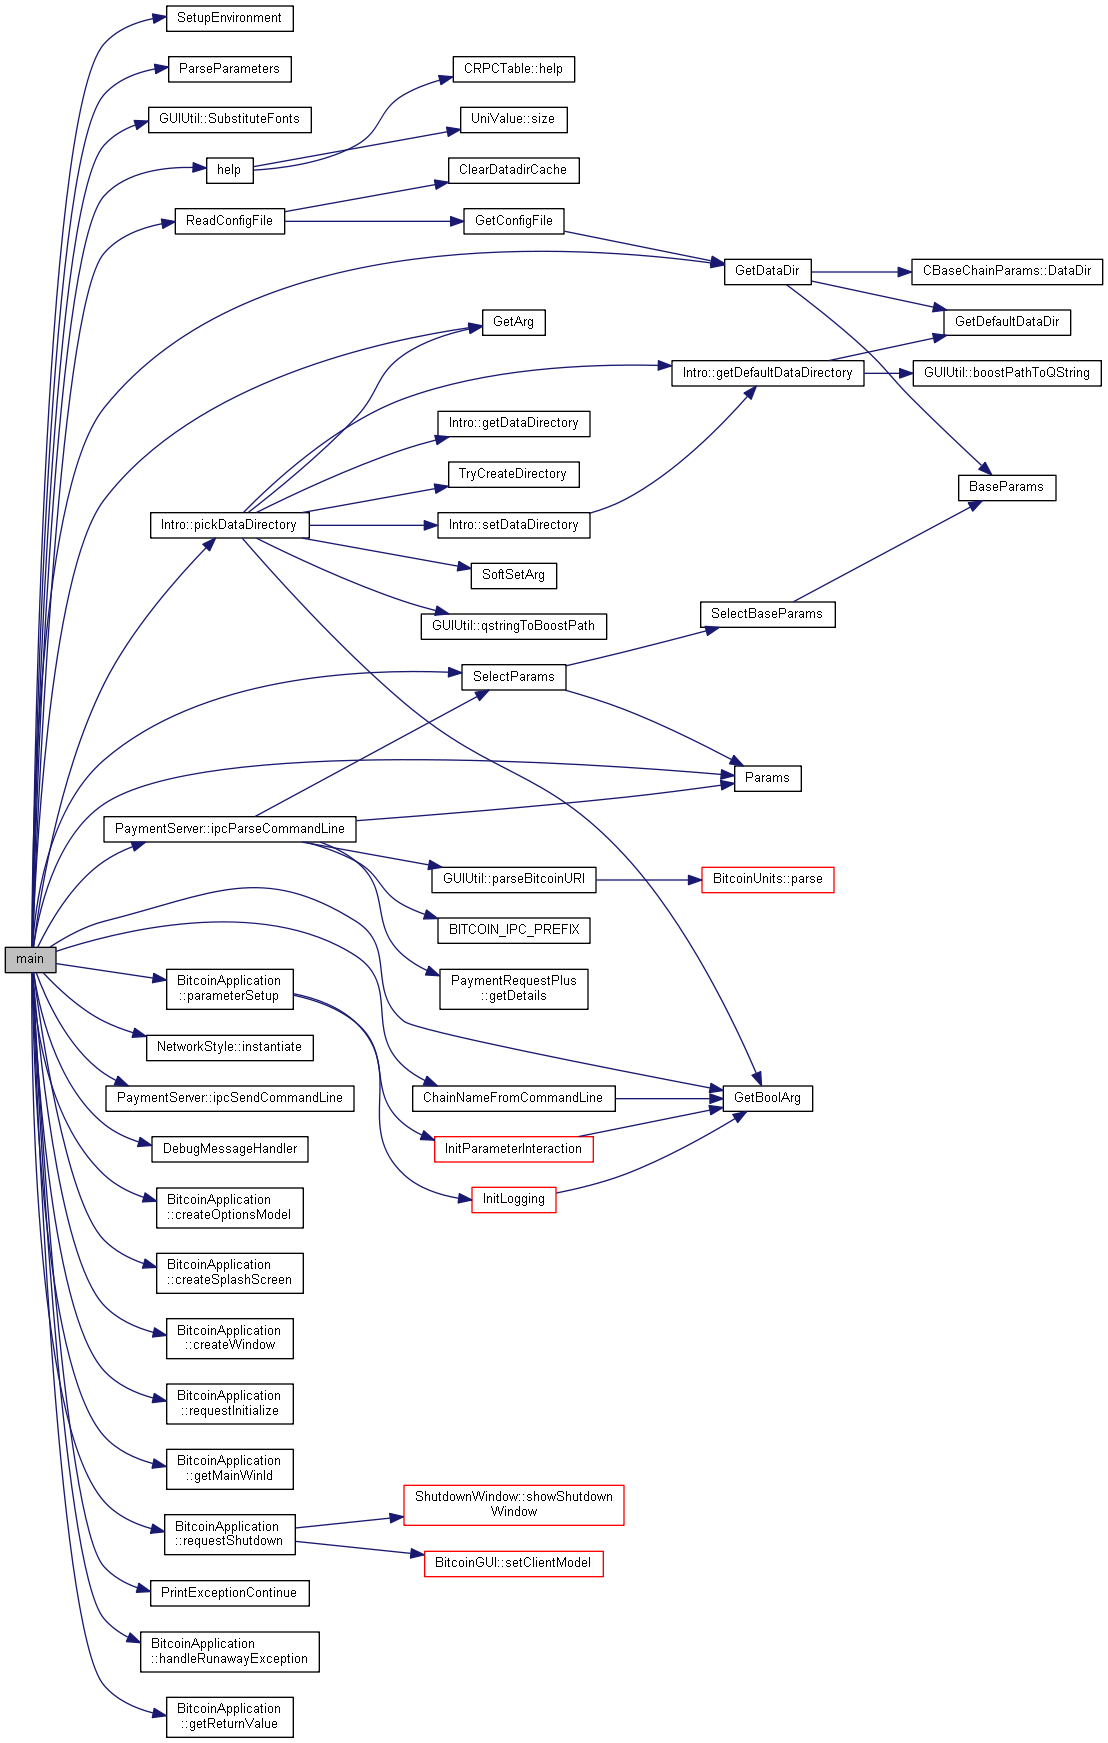 SetupEnvironment
ParseParameters
CRPCTable::help
GUIUtil::SubstituteFonts
UniValue::size
help
ClearDatadirCache
ReadConfigFile
GetConfigFile
GetDataDir
CBaseChainParams::DataDir
GetArg
GetDefaultDataDir
Intro::getDefaultDataDirectory
GUIUtil::boostPathToQString
Intro::getDataDirectory
TryCreateDirectory
BaseParams
Intro::pickDataDirectory
Intro::setDataDirectory
SoftSetArg
SelectBaseParams
GUIUtil::qstringToBoostPath
SelectParams
Params
PaymentServer::ipcParseCommandLine
GUIUtil::parseBitcoinURI
BitcoinUnits::parse
BITCOIN_IPC_PREFIX
main
BitcoinApplication
::parameterSetup
PaymentRequestPlus
::getDetails
NetworkStyle::instantiate
PaymentServer::ipcSendCommandLine
ChainNameFromCommandLine
GetBoolArg
DebugMessageHandler
InitParameterInteraction
BitcoinApplication
::createOptionsModel
InitLogging
BitcoinApplication
::createSplashScreen
BitcoinApplication
::createWindow
BitcoinApplication
::requestInitialize
BitcoinApplication
::getMainWinId
ShutdownWindow::showShutdown
Window
BitcoinApplication
::requestShutdown
BitcoinGUI::setClientModel
PrintExceptionContinue
BitcoinApplication
::handleRunawayException
BitcoinApplication
::getReturnValue